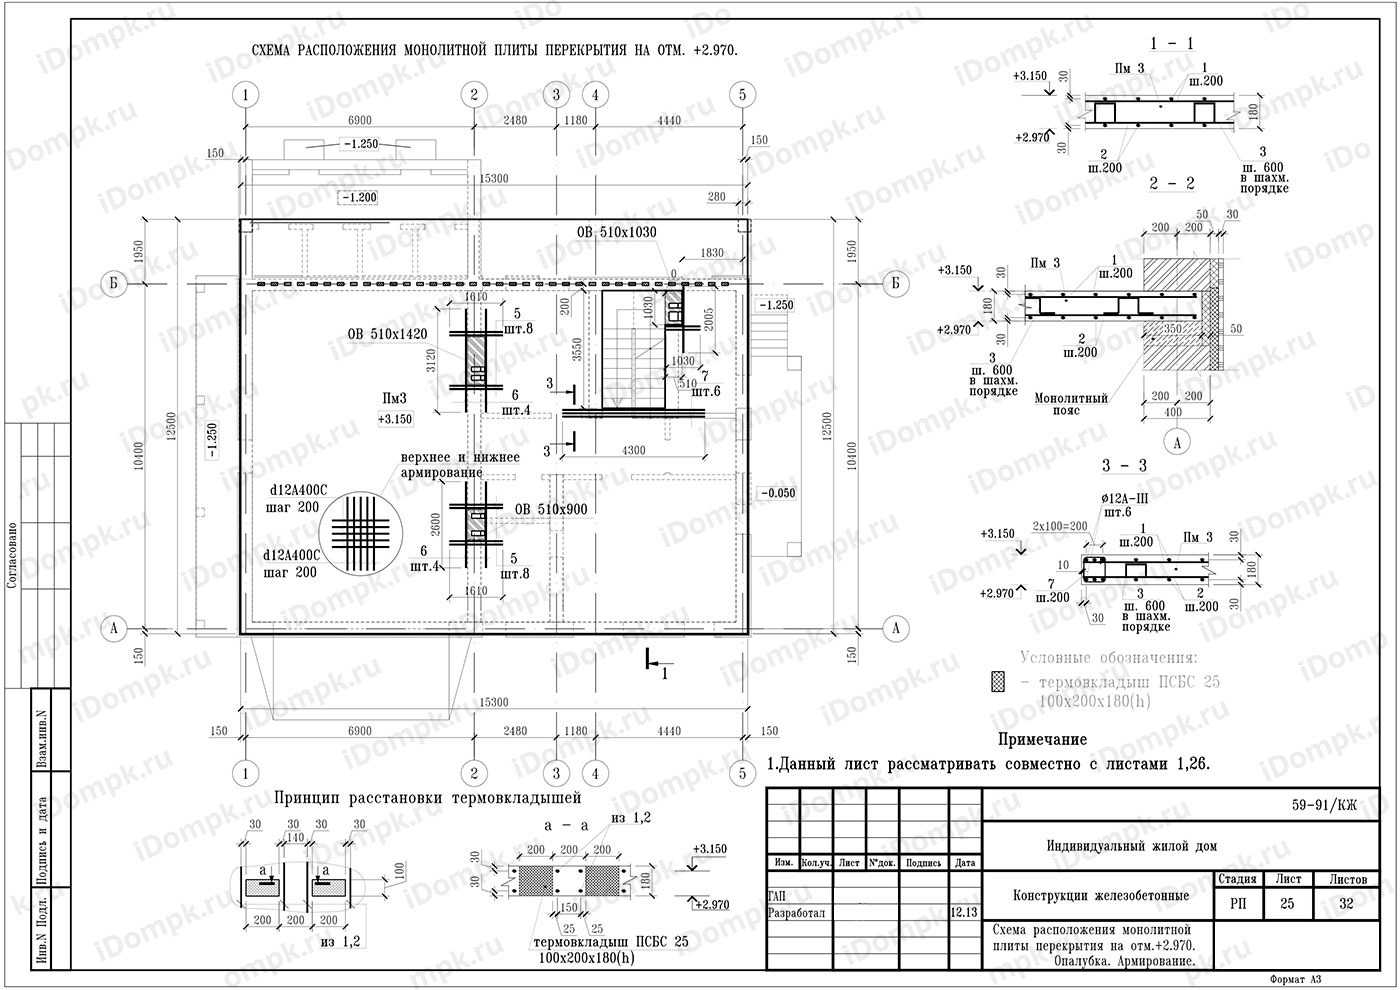 СХЕМА РАСПОЛОЖЕНИЯ МОНОЛИТНОЙ ПЛИТЫ ПЕРЕКРЫТИЯ НА ОТМ. +2.970.
1 2 3 4 5
6900 2480 1180 4440
150 -1.250 150
15300
-1.200 280
ОВ 510х1030
1950 12500 1830 12500 1950
Б 0 Б
1610 200 1030 2005 -1.250
5
шт.8
ОВ 510х1420
3120 3550
1030
510
7
шт.6
6
шт.4
3
Пм3
+3.150
-1.250
10400 10400
3
4300
верхнее и нижнее
армирование
d12А400С
шаг 200
-0.050
ОВ 510х900
2600
d12А400С
шаг 200
6
шт.4
5
шт.8
1610
А А
150 150
1
15300
150 6900 2480 1180 4440 150
1 2 3 4 5
1 - 1
Пм 3 1
ш.200
+3.150 30
180
+2.970 30
2
ш.200
3
ш. 600
в шахм.
порядке
2 - 2
50 30
200 200
+3.150 30 Пм 3 1
ш.200
180
+2.970 30 350 50
2
ш.200
3
ш. 600
в шахм.
порядке
Монолитный
пояс
200 200
400
А
3 - 3
ø12А-III
шт.6
2х100=200
+3.150 1
ш.200
Пм 3 30
10 180
+2.970 7
ш.200
3
ш. 600
в шахм.
порядке
2
ш.200
30
30
Условные обозначения:
- термовкладыш ПСБС 25
100х200х180(h)
Примечание
1.Данный лист рассматривать совместно с листами 1,26.
Принцип расстановки термовкладышей
30 30 30 30
140
а а 100
200 200
из 1,2
а - а
из 1,2
200 200 200
30 +3.150
180
30 +2.970
150
25 25
термовкладыш ПСБС 25
100х200х180(h)
Согласовано
Взам.инв.N
Подпись и дата
Инв.N Подл.
59-91/КЖ
Индивидуальный жилой дом
Изм. Кол.уч. Лист N°док. Подпись Дата
Конструкции железобетонные
Стадия Лист Листов
РП 25 32
ГАП
Разработал 12.13
Схема расположения монолитной
плиты перекрытия на отм.+2.970.
Опалубка. Армирование.
Формат А3
iDompk.ru